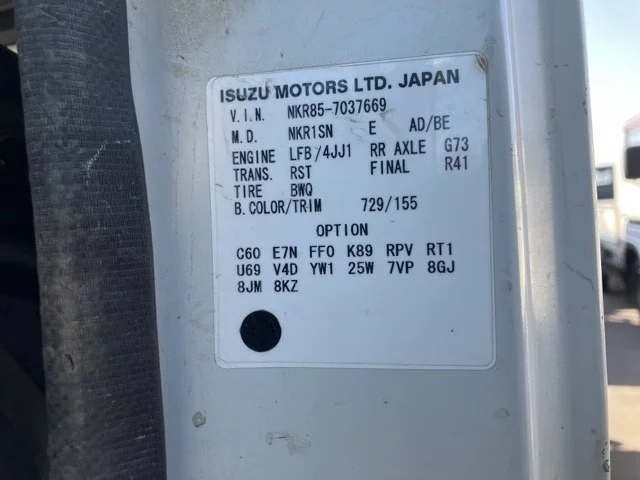 ISUZU MOTORS LTD. JAPAN
V.I.N. NKR85-7037669
M.D. NKR1SN E AD/BE
ENGINE LFB/4JJ1 RR AXLE G73
TRANS. RST FINAL R41
TIRE BWQ
B.COLOR/TRIM 729/155
OPTION
C60 E7N FF0 K89 RPV RT1
U69 V4D YW1 25W 7VP 8GJ
8JM 8KZ